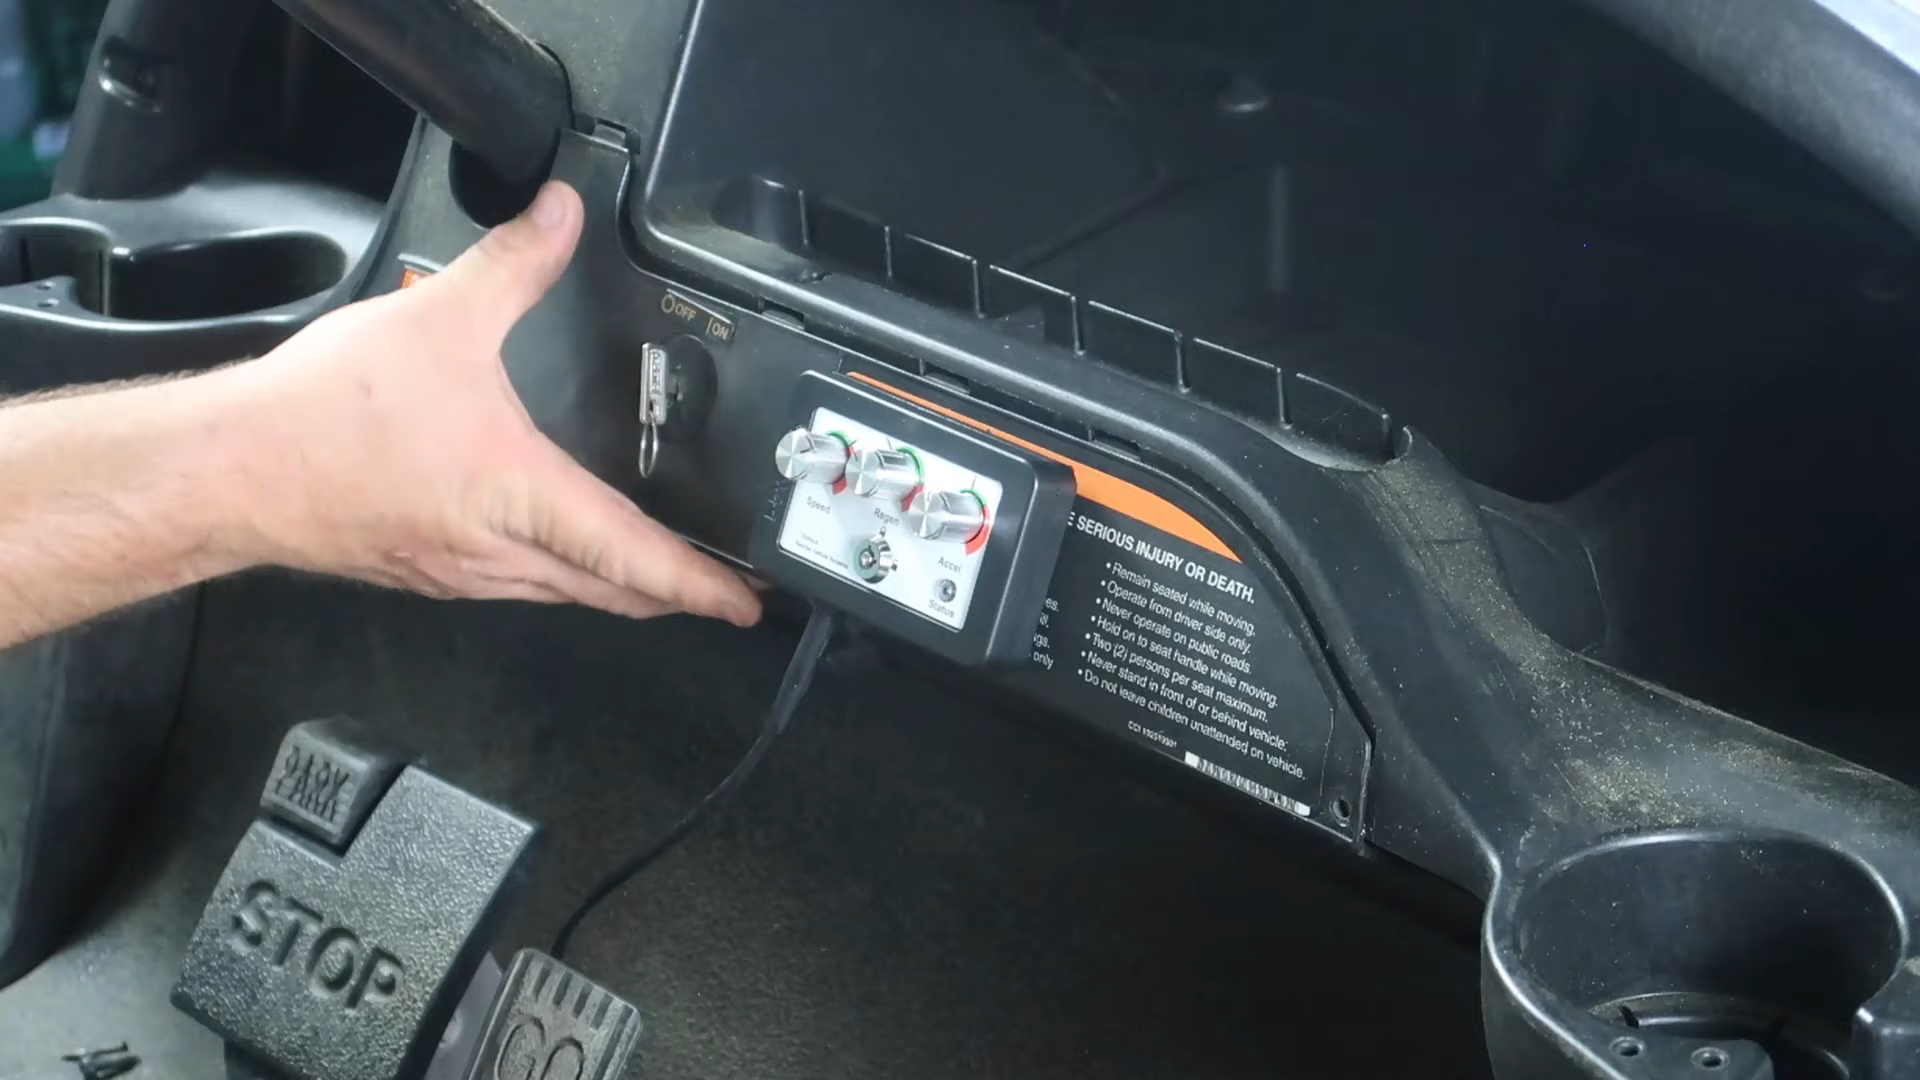 OFF ON
Speed
Regen
Accel
Status
E SERIOUS INJURY OR DEATH.
• Remain seated while moving.
• Operate from driver side only.
• Never operate on public roads.
• Hold on to seat handle while moving.
• Two (2) persons per seat maximum.
• Never stand in front of or behind vehicle.
• Do not leave children unattended on vehicle.
only
PARK
STOP
GO